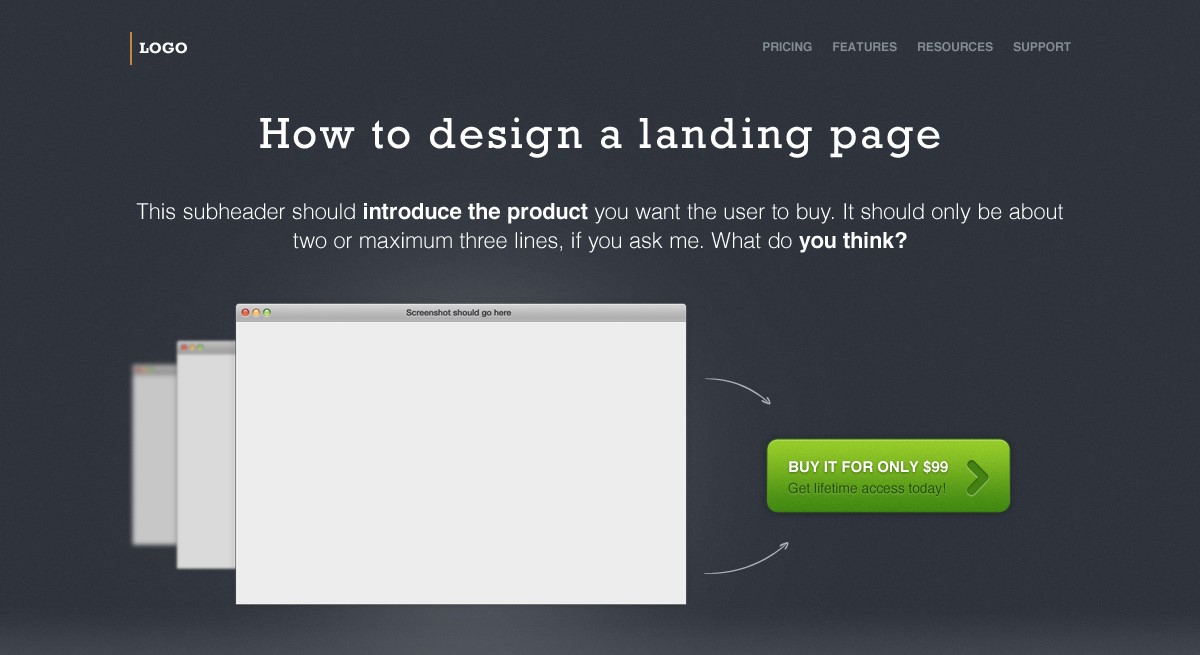 LOGO
PRICING FEATURES RESOURCES SUPPORT
How to design a landing page
This subheader should introduce the product you want the user to buy. It should only be about
two or maximum three lines, if you ask me. What do you think?
Screenshot should go here
BUY IT FOR ONLY $99
Get lifetime access today!